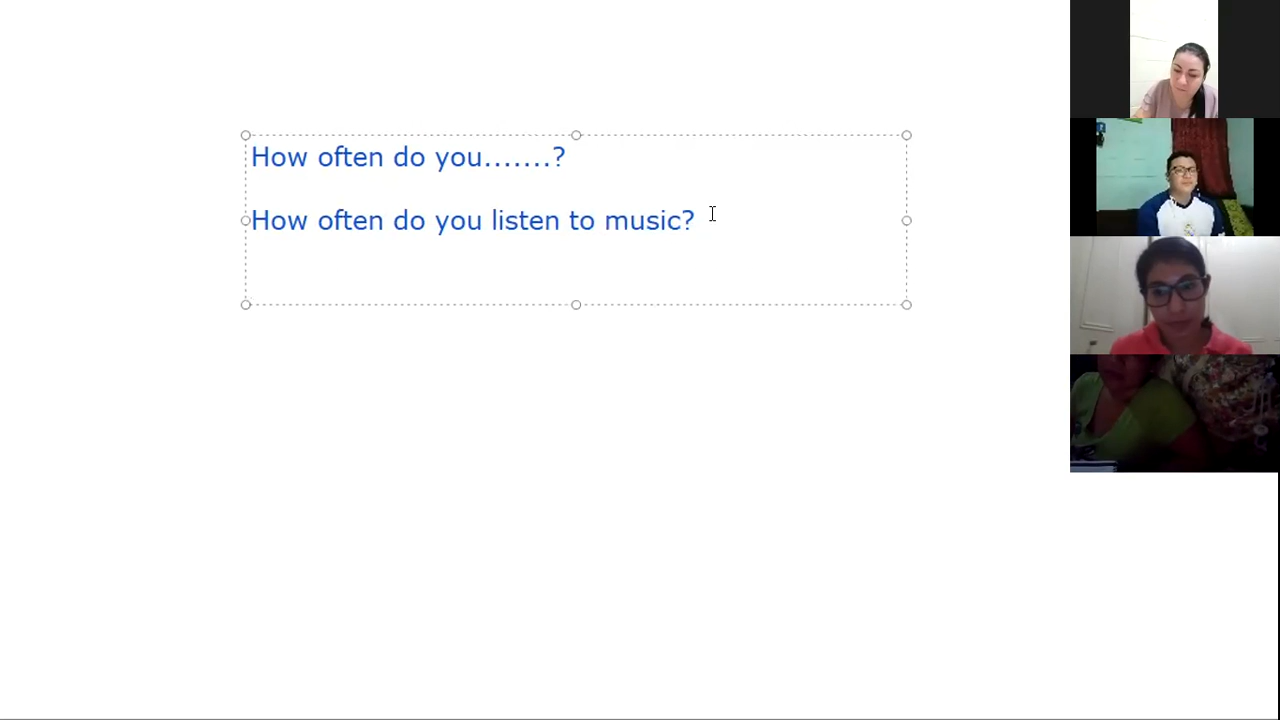 How often do you.......?
How often do you listen to music?